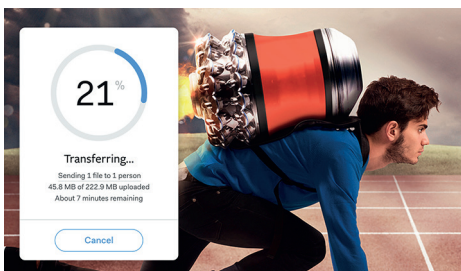 21%
Transferring...
Sending 1 file to 1 person
45.8 MB of 222.9 MB uploaded
About 7 minutes remaining
Cancel